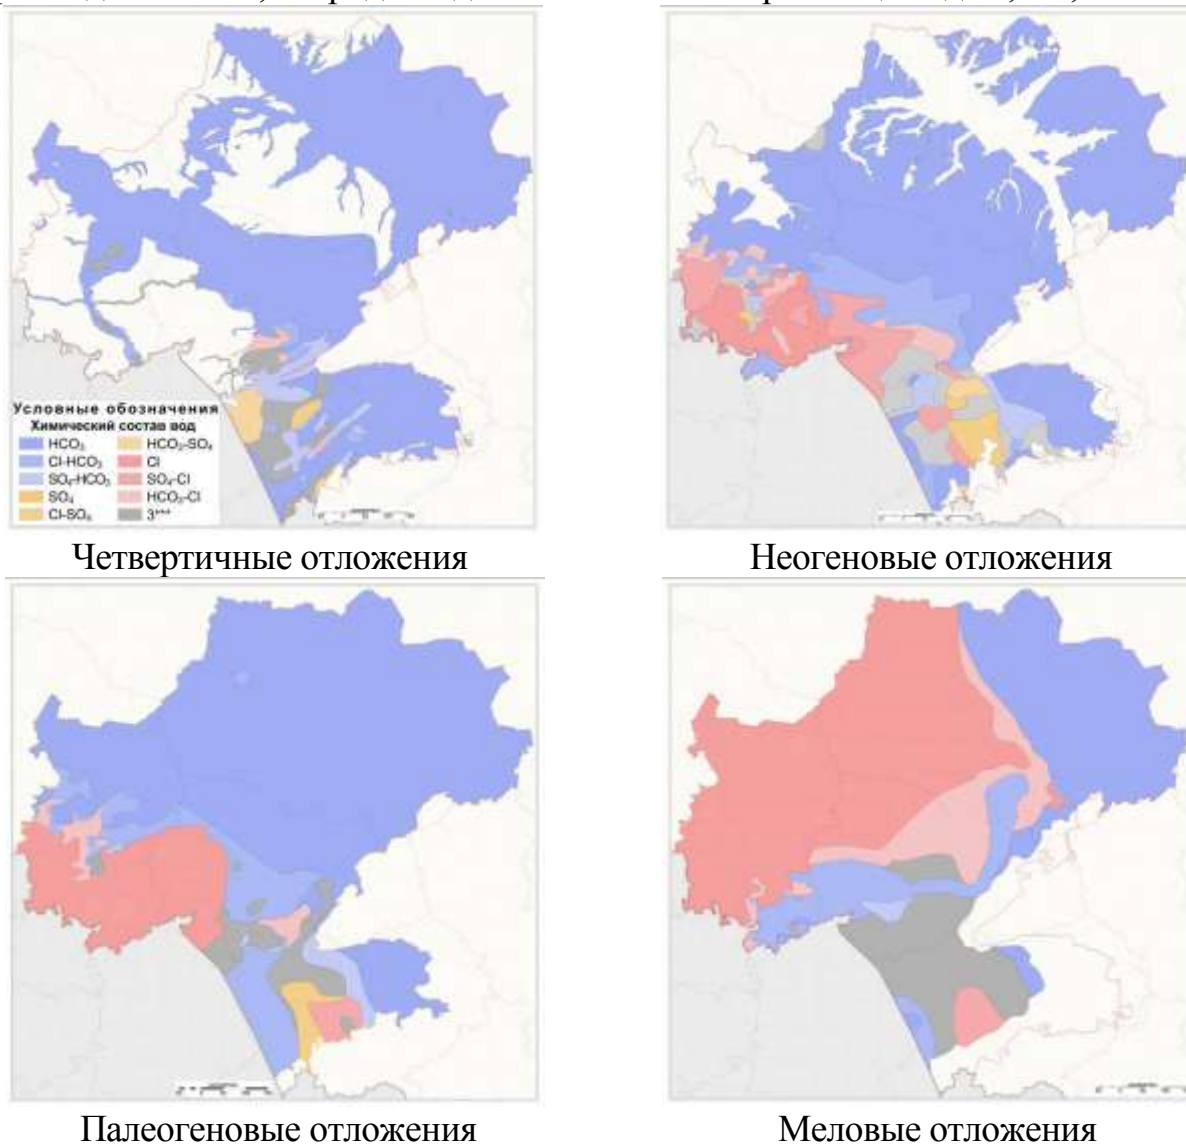 Четвертичные отложения
Неогеновые отложения
Условные обозначения
Химический состав вод
HCO₃
HCO₃-SO₄
Cl-HCO₃
Cl
SO₄-HCO₃
SO₄-Cl
SO₄
HCO₃-Cl
Cl-SO₄
3***
Палеогеновые отложения
Меловые отложения